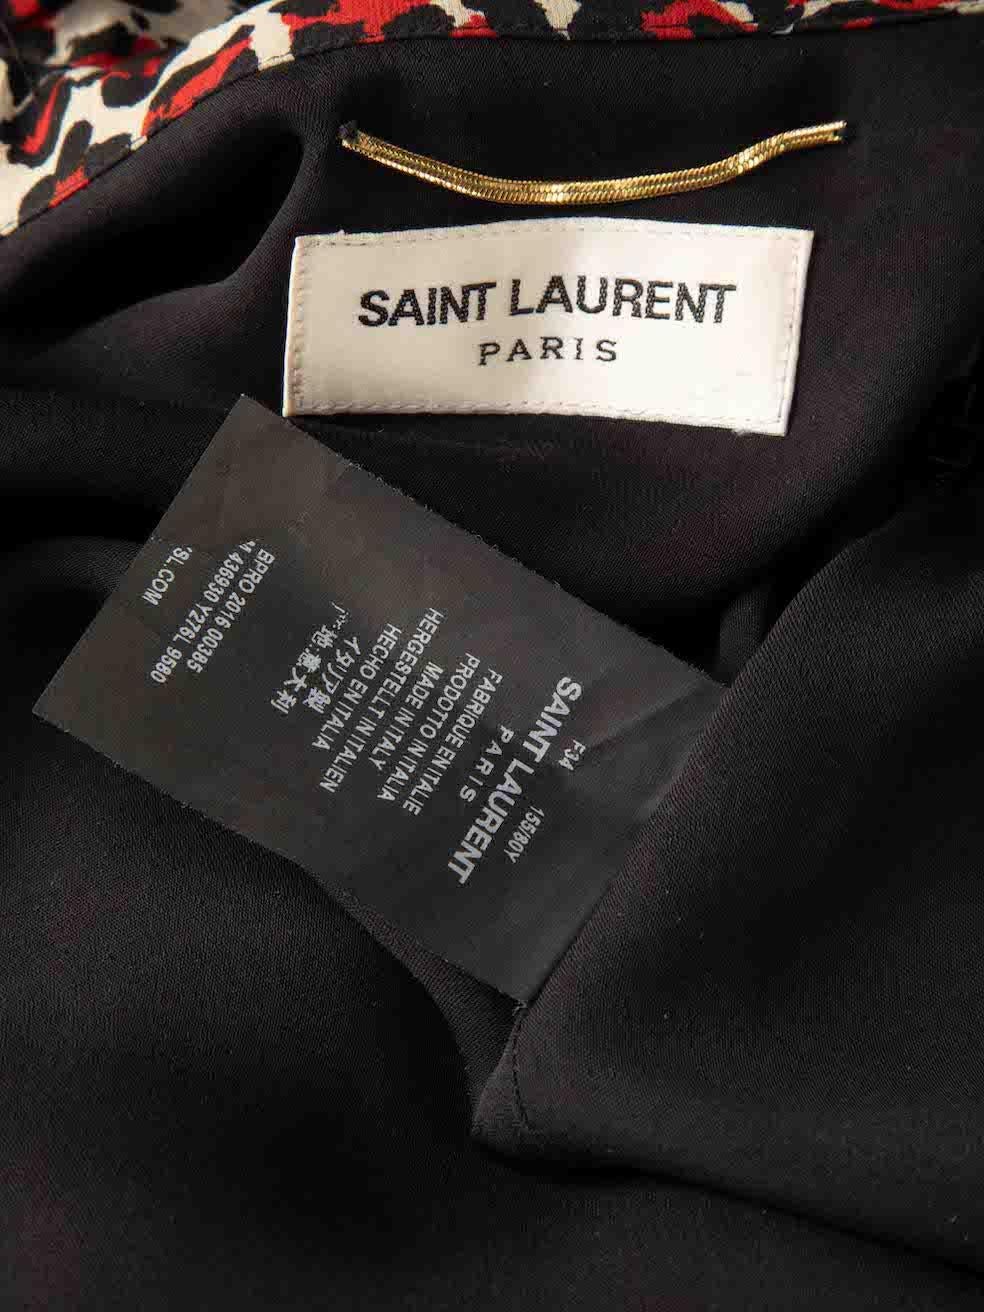 SAINT LAURENT
PARIS
F34 155/80Y
SAINT LAURENT
PARIS
FABRIQUE EN ITALIE
PRODOTTO IN ITALIA
MADE IN ITALY
HERGESTELLT IN ITALIEN
HECHO EN ITALIA
イタリア製
地:意大利
BPRO 2016 00385
436930 Y276L 9580
SL.COM